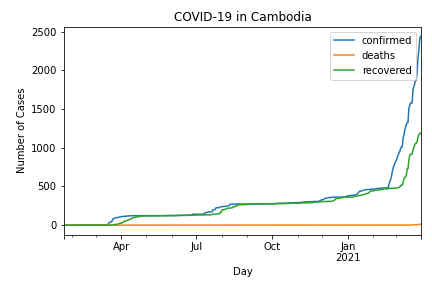 COVID-19 in Cambodia
confirmed
deaths
recovered
Number of Cases
2500
2000
1500
1000
500
0
Apr
Jul
Oct
Jan
2021
Day